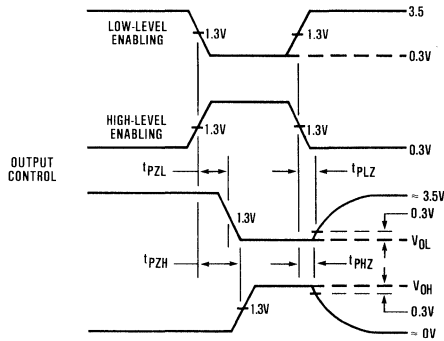 LOW-LEVEL
ENABLING
1.3V
1.3V
3.5
0.3V
HIGH-LEVEL
ENABLING
1.3V
1.3V
0.3V
OUTPUT
CONTROL
tPZL
tPLZ
1.3V
≈ 3.5V
0.3V
VOL
tPZH
tPHZ
VOH
1.3V
0.3V
≈ 0V